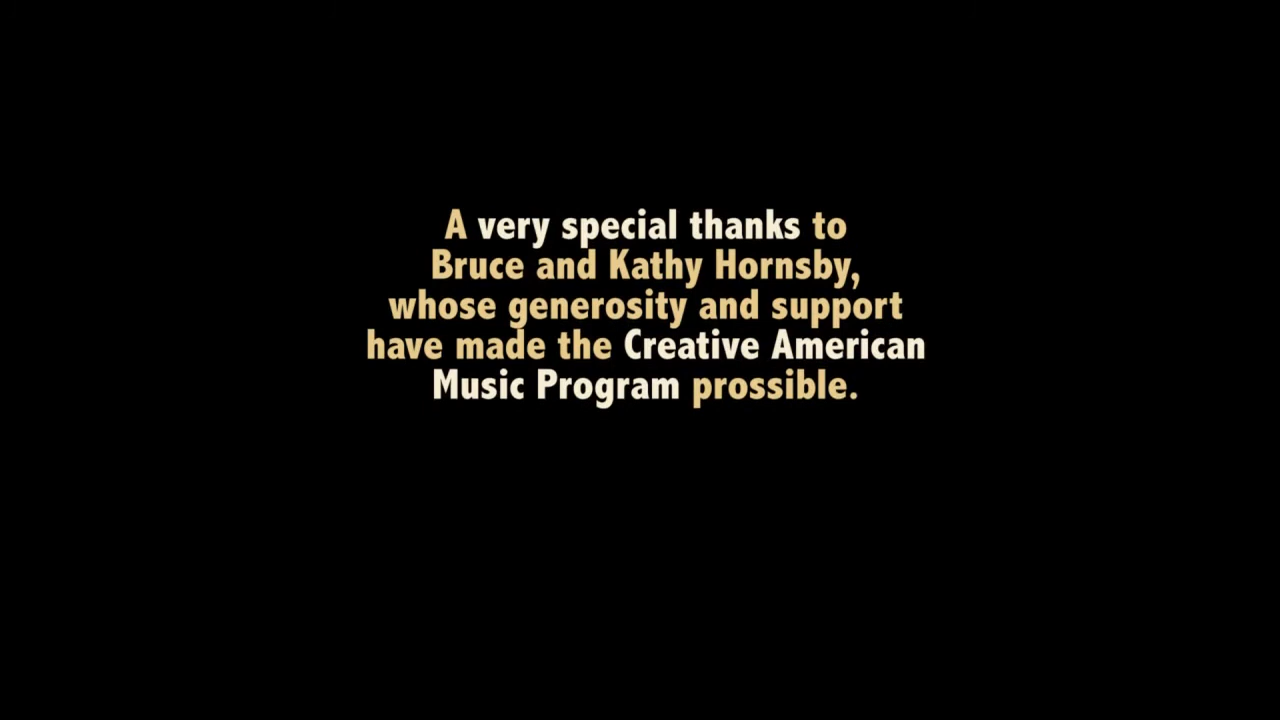 A very special thanks to
Bruce and Kathy Hornsby,
whose generosity and support
have made the Creative American
Music Program prossible.